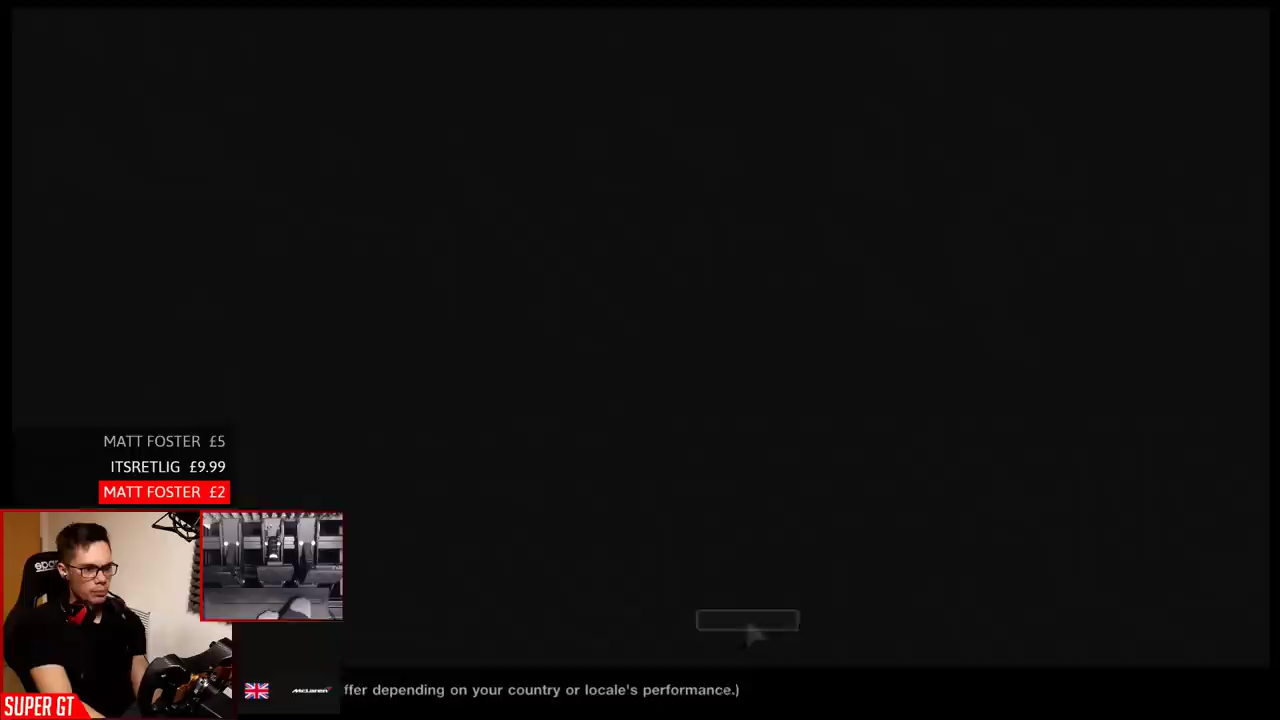 MATT FOSTER £5
ITSRETLIG £9.99
MATT FOSTER £2
SUPER GT
McLaren
ffer depending on your country or locale's performance.)